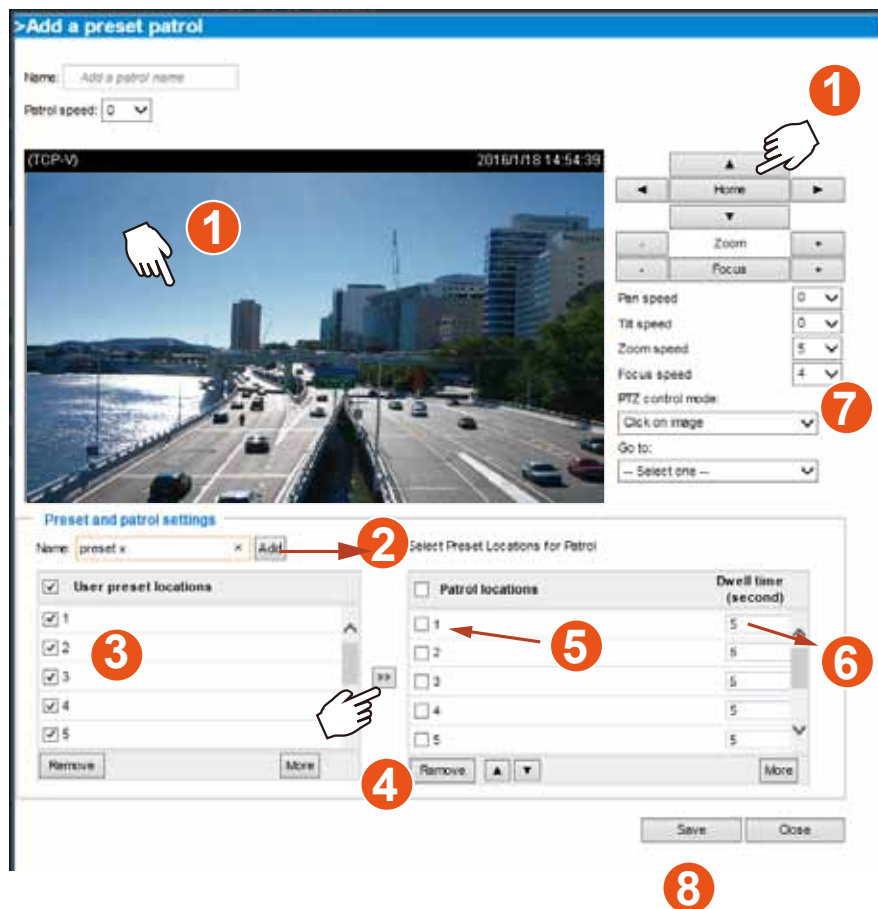 >Add a preset patrol
Name: Add a patrol name
Patrol speed: 0
1
(TCP-V) 2016/1/18 14:54:39
1
▲
◄ Home ►
▼
- Zoom +
- Focus +
Pan speed 0
Tilt speed 0
Zoom speed 5
Focus speed 4
PTZ control mode:
7
Click on image
Go to:
-- Select one --
Preset and patrol settings
Name: preset x × Add
2
Select Preset Locations for Patrol
User preset locations
1
2
3
4
5
3
Remove More
>>
4
Patrol locations Dwell time (second)
1 5
2 5
3 5
4 5
5 5
5
6
Remove ▲ ▼ More
Save Close
8